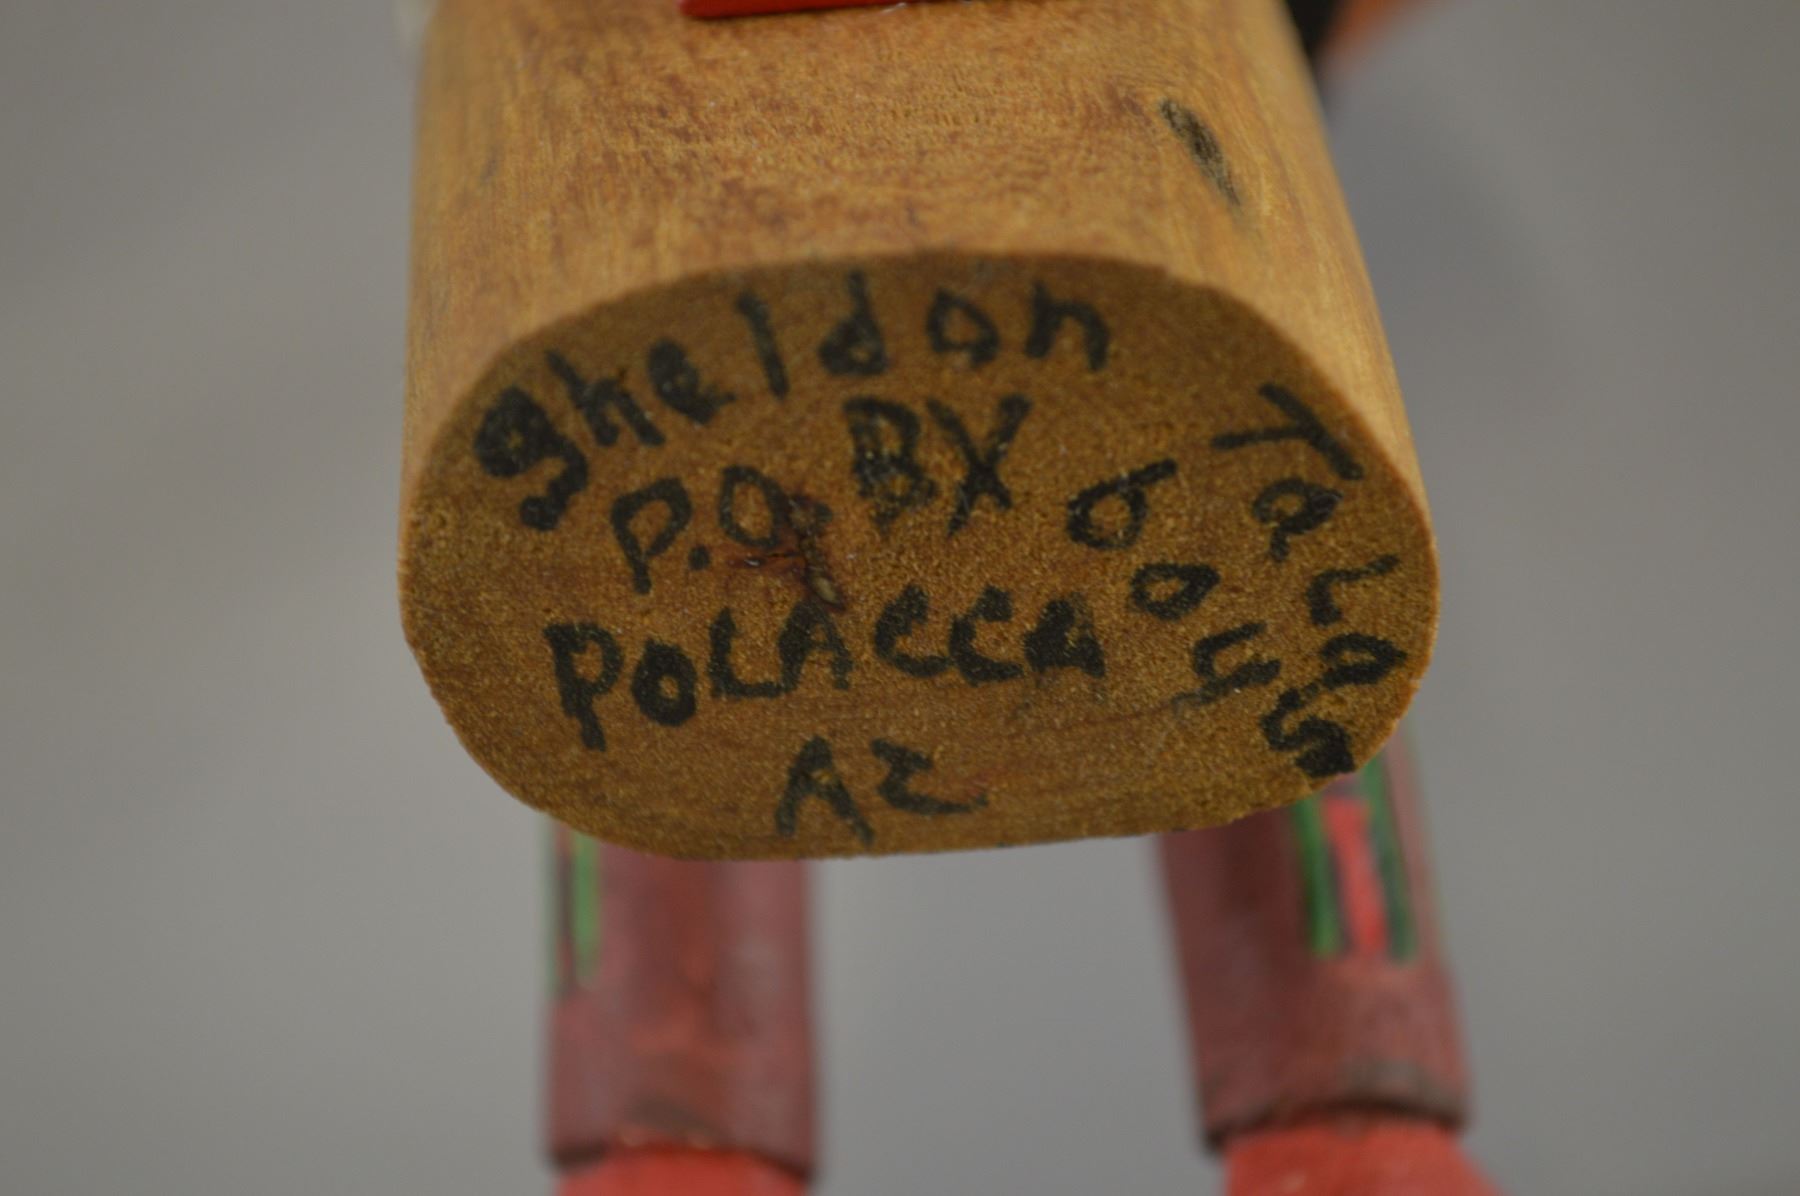 Sheldon Talas
P.O. BX 604
POLACCA
AZ